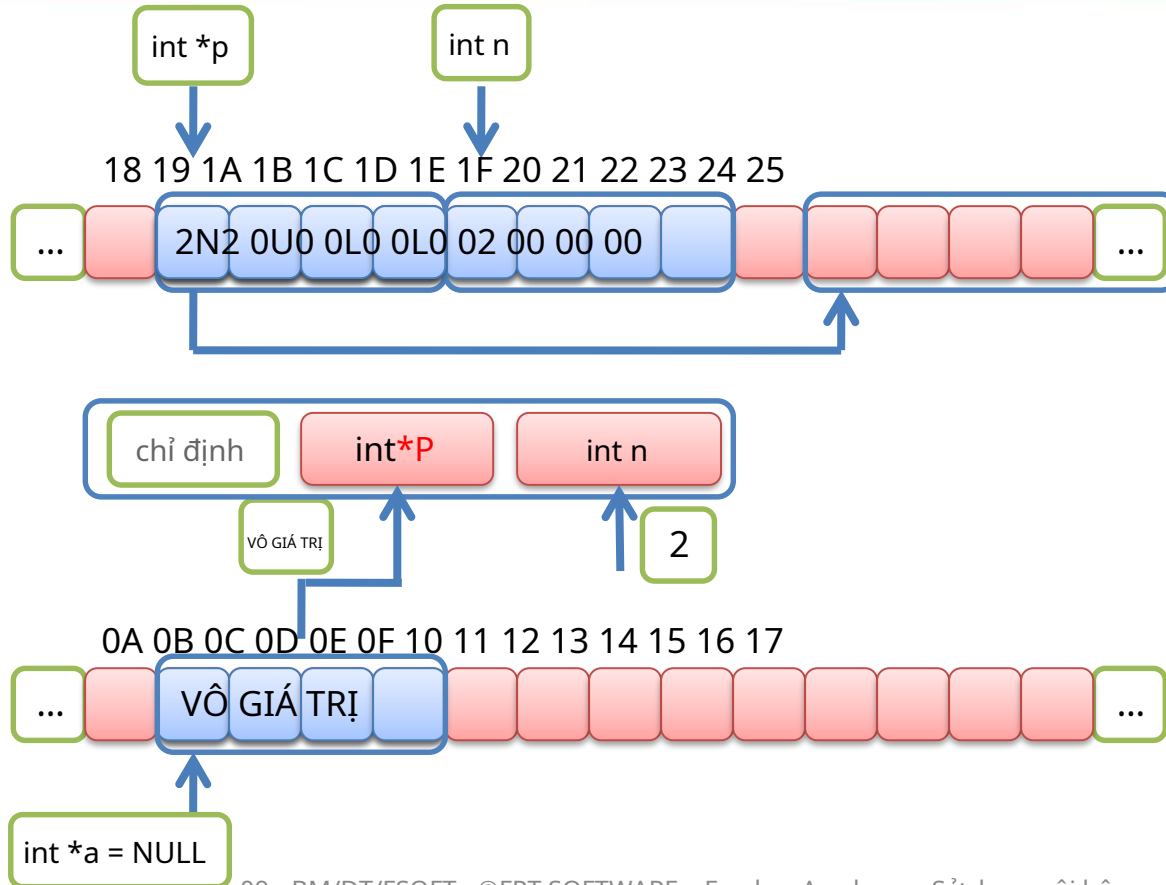 int *p
int n
18 19 1A 1B 1C 1D 1E 1F 20 21 22 23 24 25
... 2N2 0U0 0L0 0L0 02 00 00 00 ...
chỉ định
int*P
int n
VÔ GIÁ TRỊ
2
0A 0B 0C 0D 0E 0F 10 11 12 13 14 15 16 17
... VÔ GIÁ TRỊ ...
int *a = NULL